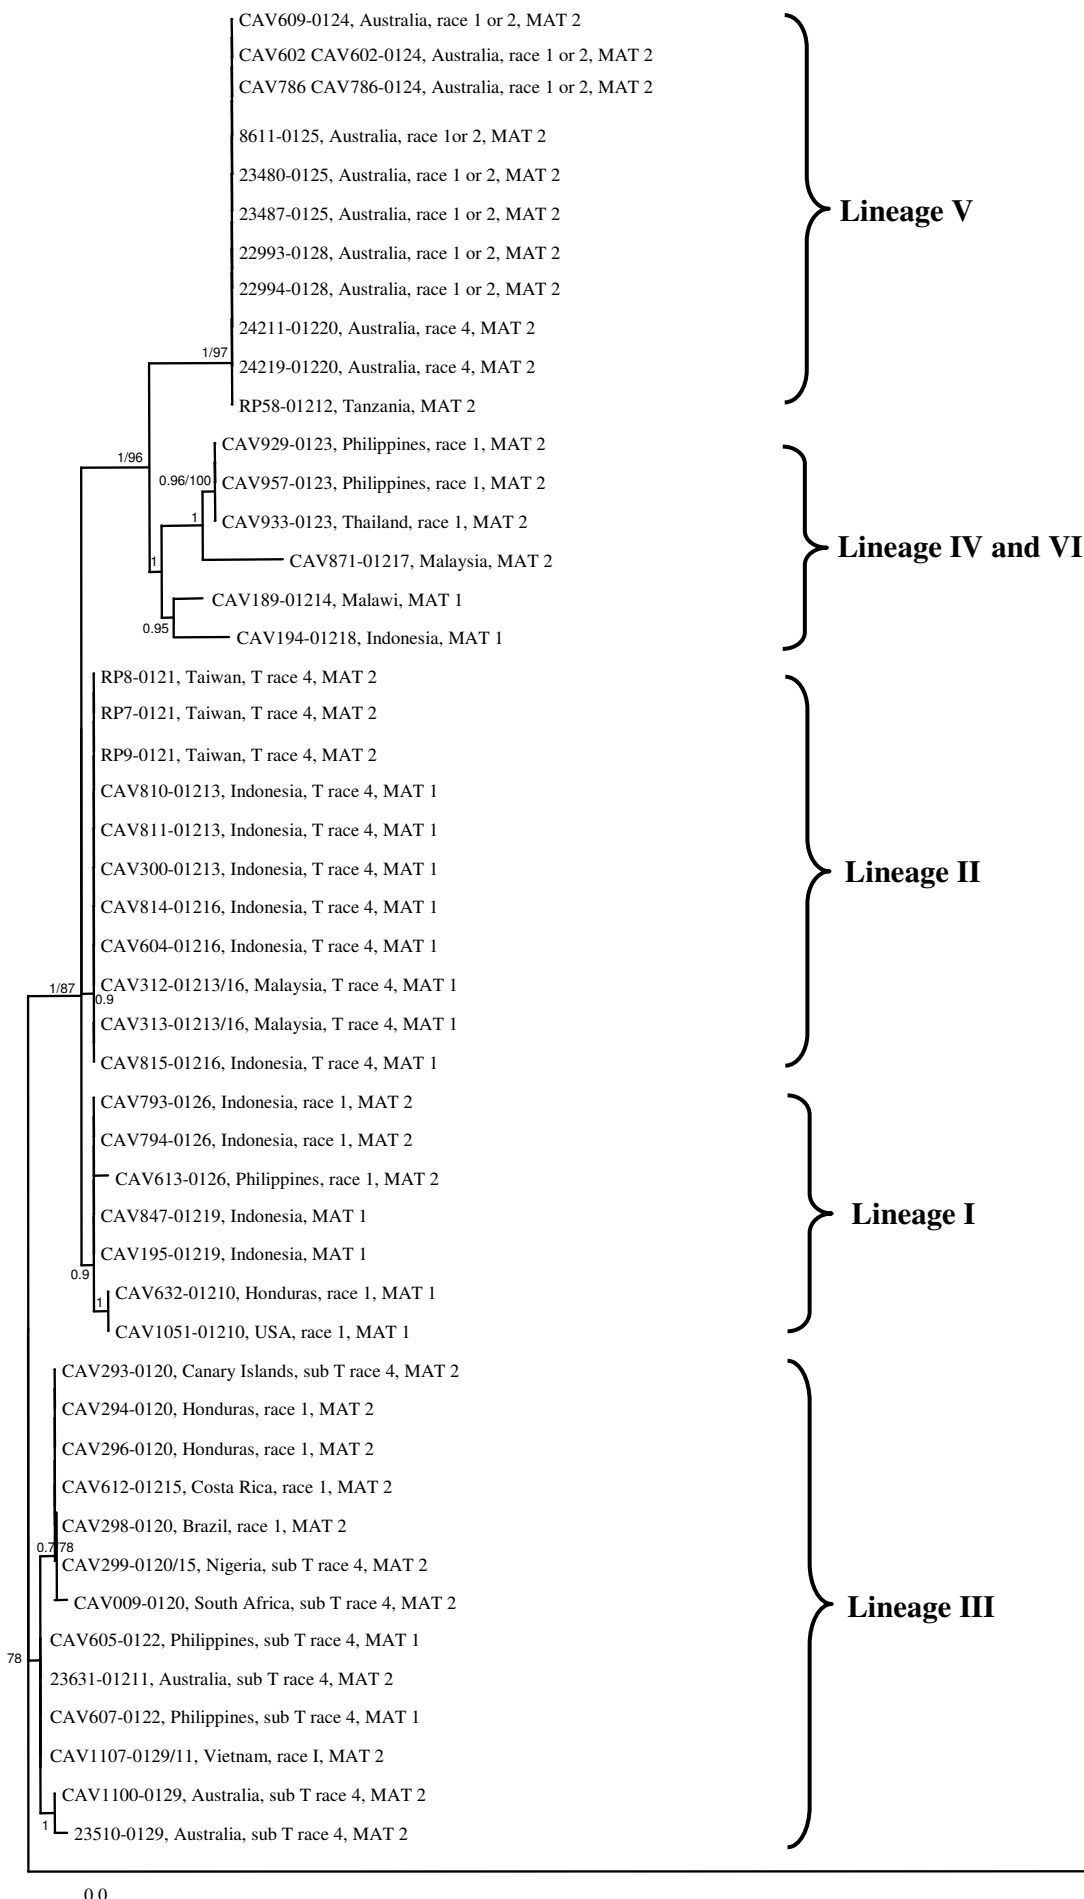 CAV609-0124, Australia, race 1 or 2, MAT 2
CAV602 CAV602-0124, Australia, race 1 or 2, MAT 2
CAV786 CAV786-0124, Australia, race 1 or 2, MAT 2
8611-0125, Australia, race 1or 2, MAT 2
23480-0125, Australia, race 1 or 2, MAT 2
23487-0125, Australia, race 1 or 2, MAT 2
Lineage V
22993-0128, Australia, race 1 or 2, MAT 2
22994-0128, Australia, race 1 or 2, MAT 2
24211-01220, Australia, race 4, MAT 2
1/97
24219-01220, Australia, race 4, MAT 2
RP58-01212, Tanzania, MAT 2
CAV929-0123, Philippines, race 1, MAT 2
1/96
0.96/100
CAV957-0123, Philippines, race 1, MAT 2
1
CAV933-0123, Thailand, race 1, MAT 2
Lineage IV and VI
1
CAV871-01217, Malaysia, MAT 2
CAV189-01214, Malawi, MAT 1
0.95
CAV194-01218, Indonesia, MAT 1
RP8-0121, Taiwan, T race 4, MAT 2
RP7-0121, Taiwan, T race 4, MAT 2
RP9-0121, Taiwan, T race 4, MAT 2
CAV810-01213, Indonesia, T race 4, MAT 1
CAV811-01213, Indonesia, T race 4, MAT 1
CAV300-01213, Indonesia, T race 4, MAT 1
Lineage II
CAV814-01216, Indonesia, T race 4, MAT 1
CAV604-01216, Indonesia, T race 4, MAT 1
1/87
CAV312-01213/16, Malaysia, T race 4, MAT 1
0.9
CAV313-01213/16, Malaysia, T race 4, MAT 1
CAV815-01216, Indonesia, T race 4, MAT 1
CAV793-0126, Indonesia, race 1, MAT 2
CAV794-0126, Indonesia, race 1, MAT 2
CAV613-0126, Philippines, race 1, MAT 2
CAV847-01219, Indonesia, MAT 1
Lineage I
CAV195-01219, Indonesia, MAT 1
0.9
CAV632-01210, Honduras, race 1, MAT 1
1
CAV1051-01210, USA, race 1, MAT 1
CAV293-0120, Canary Islands, sub T race 4, MAT 2
CAV294-0120, Honduras, race 1, MAT 2
CAV296-0120, Honduras, race 1, MAT 2
CAV612-01215, Costa Rica, race 1, MAT 2
CAV298-0120, Brazil, race 1, MAT 2
0.7/78
CAV299-0120/15, Nigeria, sub T race 4, MAT 2
CAV009-0120, South Africa, sub T race 4, MAT 2
Lineage III
CAV605-0122, Philippines, sub T race 4, MAT 1
78
23631-01211, Australia, sub T race 4, MAT 2
CAV607-0122, Philippines, sub T race 4, MAT 1
CAV1107-0129/11, Vietnam, race I, MAT 2
CAV1100-0129, Australia, sub T race 4, MAT 2
1
23510-0129, Australia, sub T race 4, MAT 2